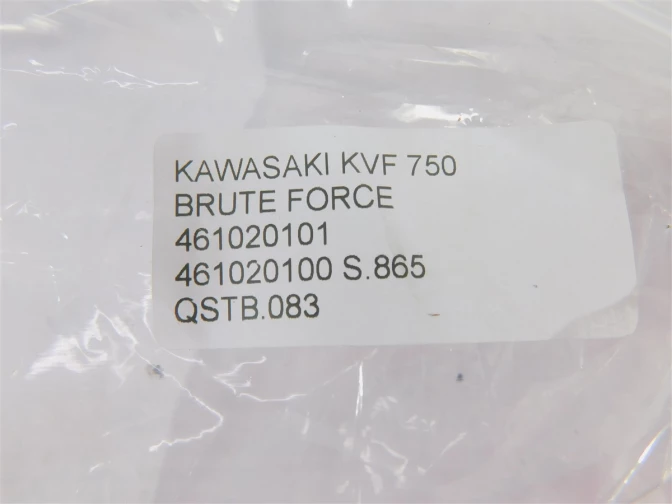 KAWASAKI KVF 750
BRUTE FORCE
461020101
461020100 S.865
QSTB.083